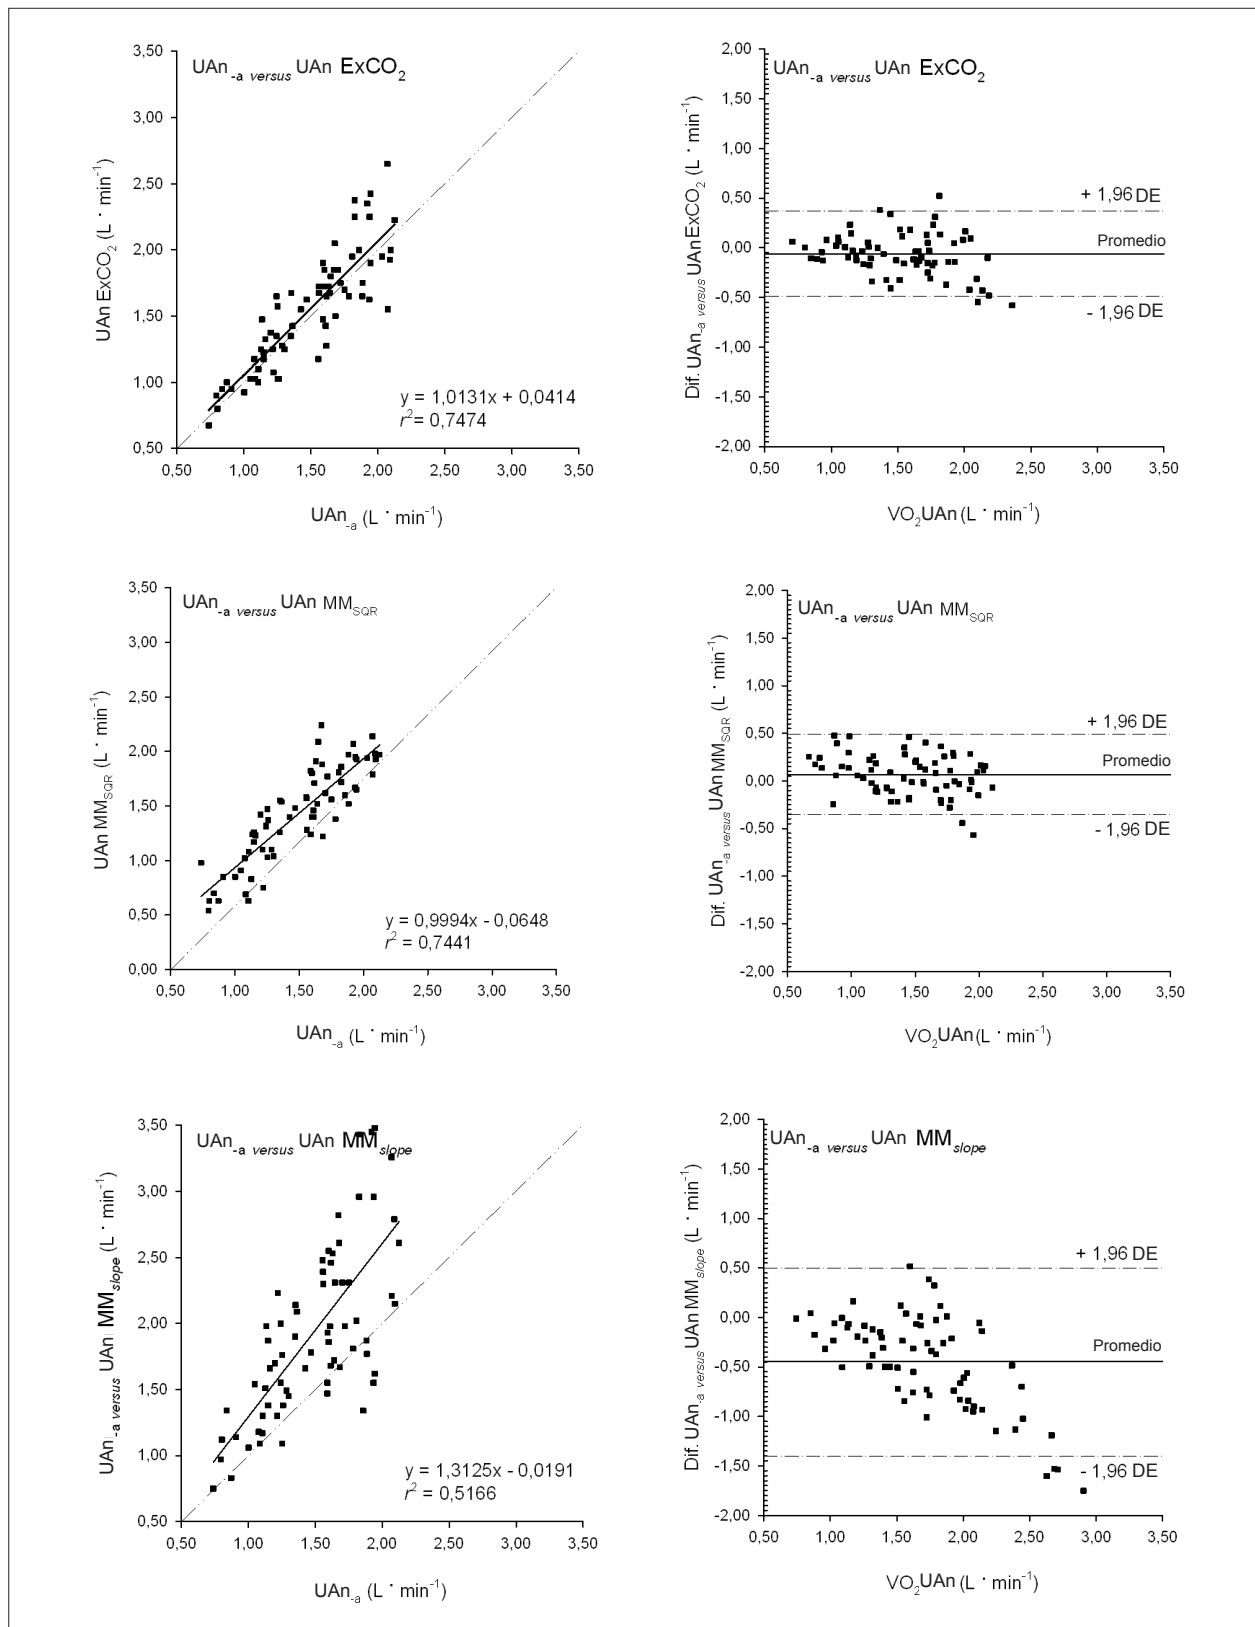 UAn-a versus UAn ExCO2
3,50
3,00
2,50
2,00
1,50
1,00
0,50
UAn ExCO2 (L · min-1)
y = 1,0131x + 0,0414
r2 = 0,7474
0,50 1,00 1,50 2,00 2,50 3,00 3,50
UAn-a (L · min-1)
UAn-a versus UAn ExCO2
2,00
1,50
1,00
0,50
0,00
-0,50
-1,00
-1,50
-2,00
Dif. UAn-a versus UAn ExCO2 (L · min-1)
+ 1,96 DE
Promedio
- 1,96 DE
0,50 1,00 1,50 2,00 2,50 3,00 3,50
VO2UAn (L · min-1)
UAn-a versus UAn MMSQR
3,50
3,00
2,50
2,00
1,50
1,00
0,50
0,00
UAn MMSQR (L · min-1)
y = 0,9994x - 0,0648
r2 = 0,7441
0,50 1,00 1,50 2,00 2,50 3,00 3,50
UAn-a (L · min-1)
UAn-a versus UAn MMSQR
2,00
1,50
1,00
0,50
0,00
-0,50
-1,00
-1,50
-2,00
Dif. UAn-a versus UAn MMSQR (L · min-1)
+ 1,96 DE
Promedio
- 1,96 DE
0,50 1,00 1,50 2,00 2,50 3,00 3,50
VO2UAn (L · min-1)
UAn-a versus UAn MMslope
3,50
3,00
2,50
2,00
1,50
1,00
0,50
UAn-a versus UAn MMslope (L · min-1)
y = 1,3125x - 0,0191
r2 = 0,5166
0,50 1,00 1,50 2,00 2,50 3,00 3,50
UAn-a (L · min-1)
UAn-a versus UAn MMslope
2,00
1,50
1,00
0,50
0,00
-0,50
-1,00
-1,50
-2,00
Dif. UAn-a versus UAn MMslope (L · min-1)
+ 1,96 DE
Promedio
- 1,96 DE
0,50 1,00 1,50 2,00 2,50 3,00 3,50
VO2UAn (L · min-1)